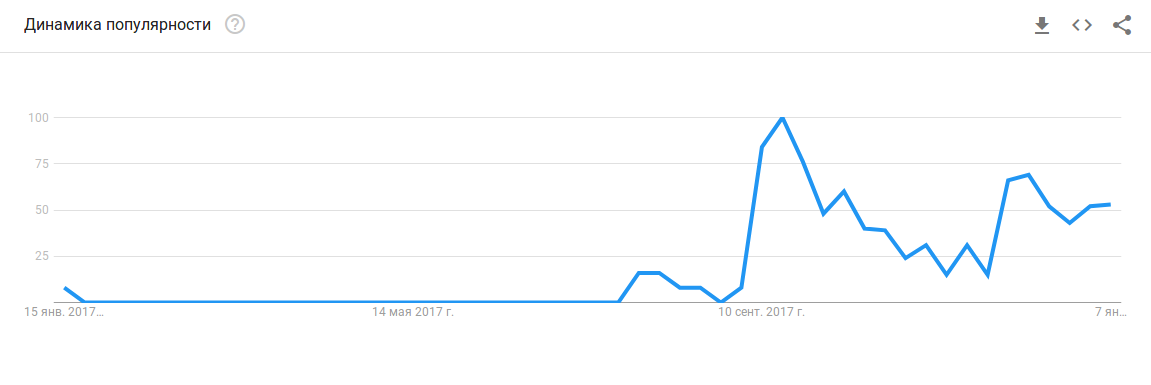 Динамика популярности ?
100
75
50
25
15 янв. 2017…
14 мая 2017 г.
10 сент. 2017 г.
7 ян…